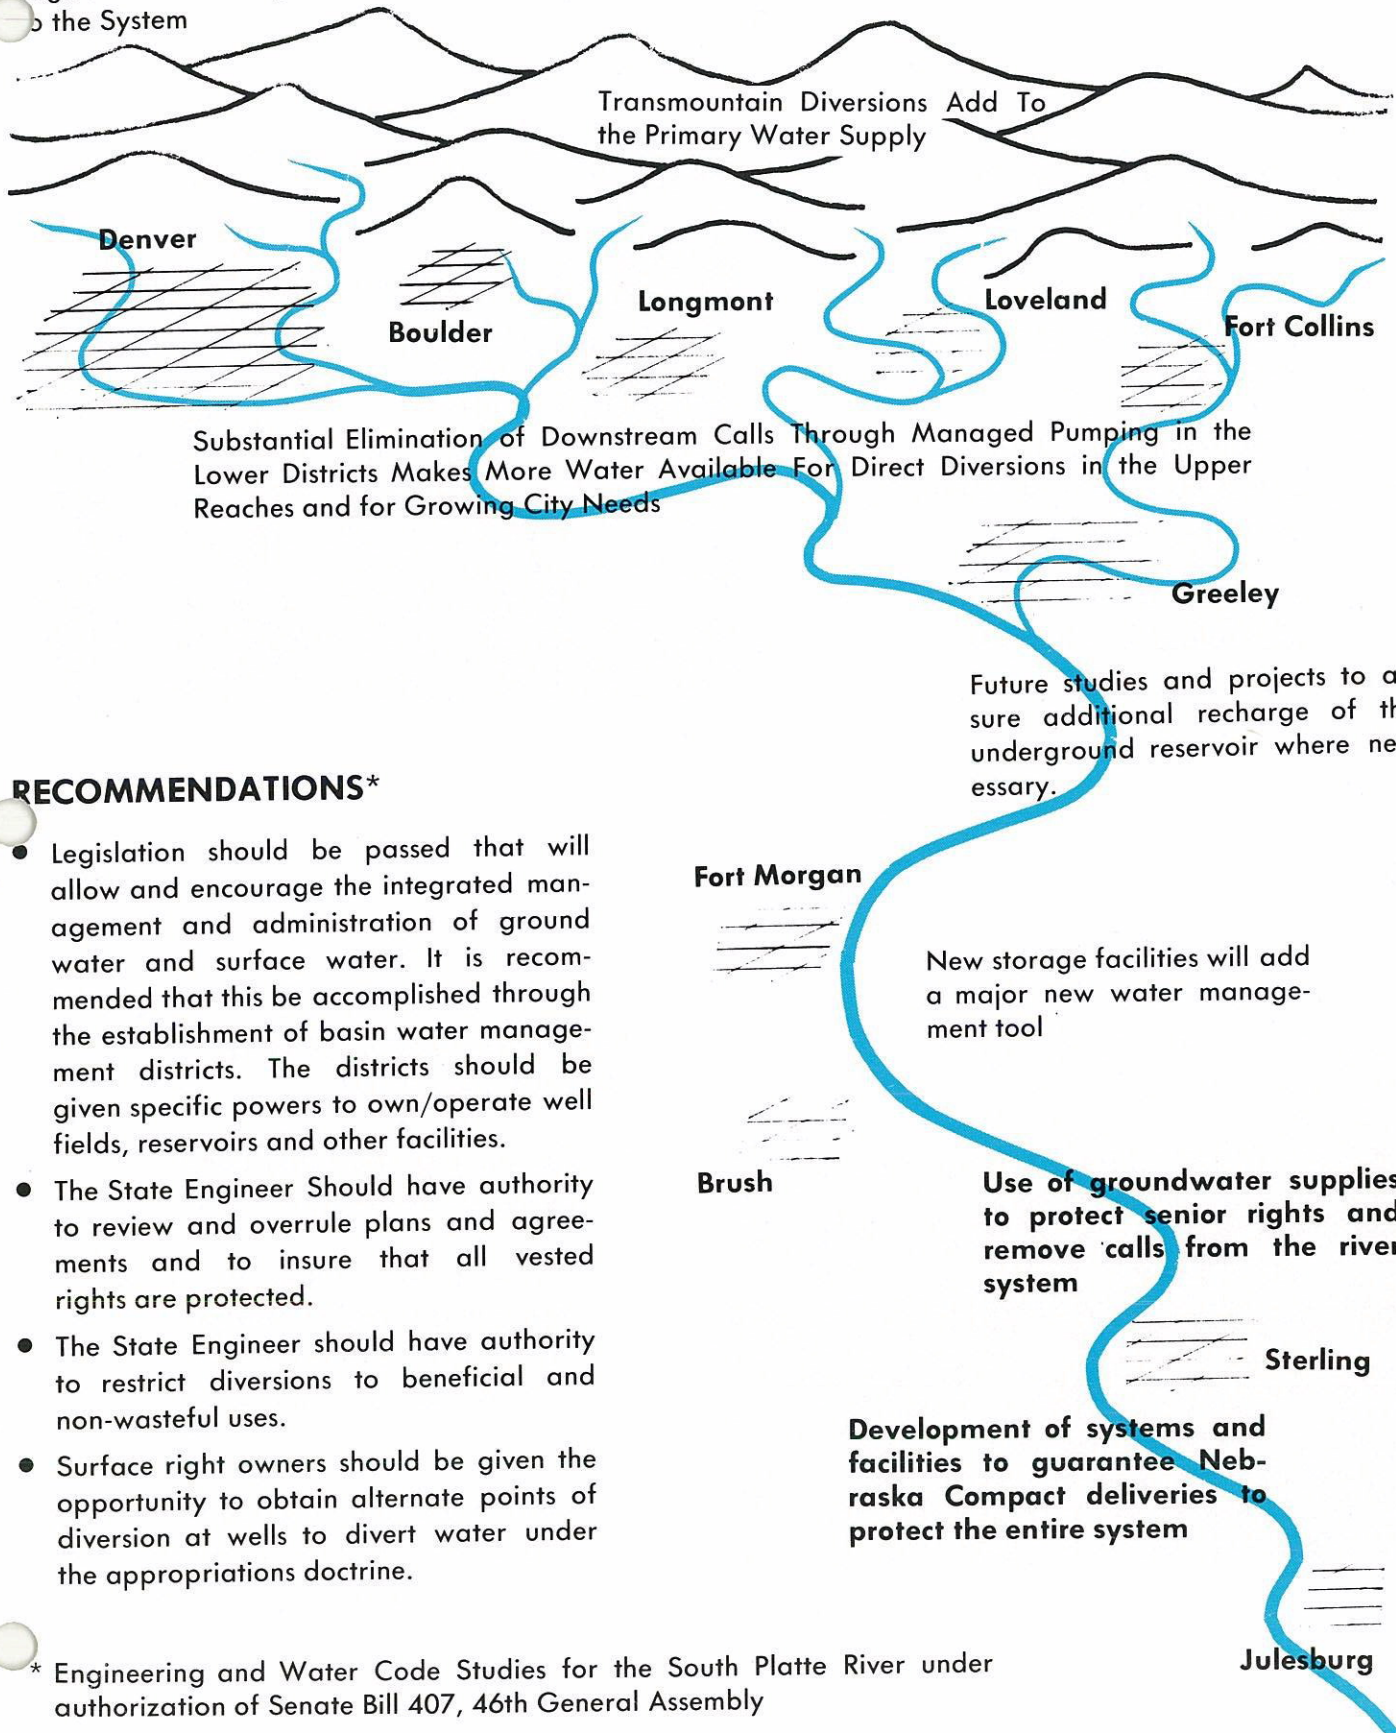 the System
Transmountain Diversions Add To
the Primary Water Supply
Denver
Boulder
Longmont
Loveland
Fort Collins
Substantial Elimination of Downstream Calls Through Managed Pumping in the
Lower Districts Makes More Water Available For Direct Diversions in the Upper
Reaches and for Growing City Needs
Greeley
Future studies and projects to a
sure additional recharge of th
underground reservoir where ne
essary.
RECOMMENDATIONS*
• Legislation should be passed that will
allow and encourage the integrated man-
agement and administration of ground
water and surface water. It is recom-
mended that this be accomplished through
the establishment of basin water manage-
ment districts. The districts should be
given specific powers to own/operate well
fields, reservoirs and other facilities.
• The State Engineer Should have authority
to review and overrule plans and agree-
ments and to insure that all vested
rights are protected.
• The State Engineer should have authority
to restrict diversions to beneficial and
non-wasteful uses.
• Surface right owners should be given the
opportunity to obtain alternate points of
diversion at wells to divert water under
the appropriations doctrine.
Fort Morgan
New storage facilities will add
a major new water manage-
ment tool
Brush
Use of groundwater supplies
to protect senior rights and
remove calls from the river
system
Sterling
Development of systems and
facilities to guarantee Neb-
raska Compact deliveries to
protect the entire system
Julesburg
* Engineering and Water Code Studies for the South Platte River under
authorization of Senate Bill 407, 46th General Assembly